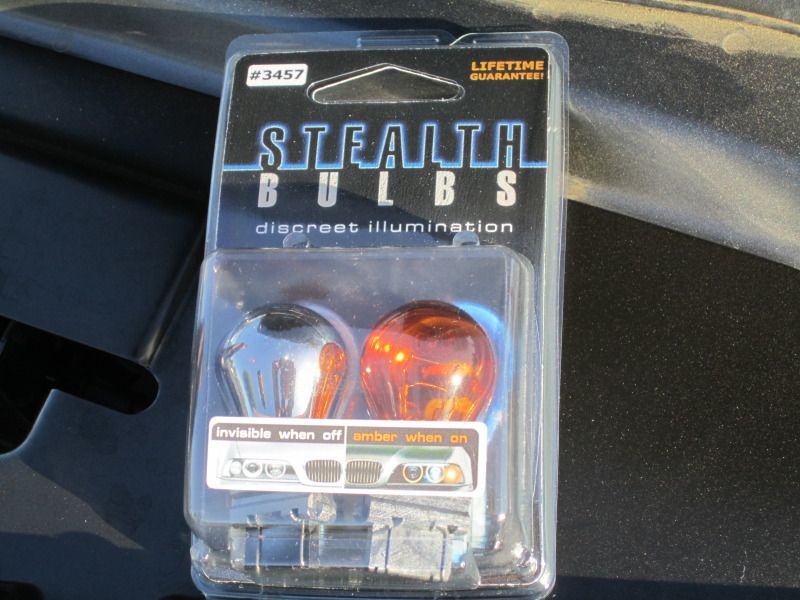 #3457
LIFETIME
GUARANTEE!
STEALTH
BULBS
discreet illumination
invisible when off
amber when on